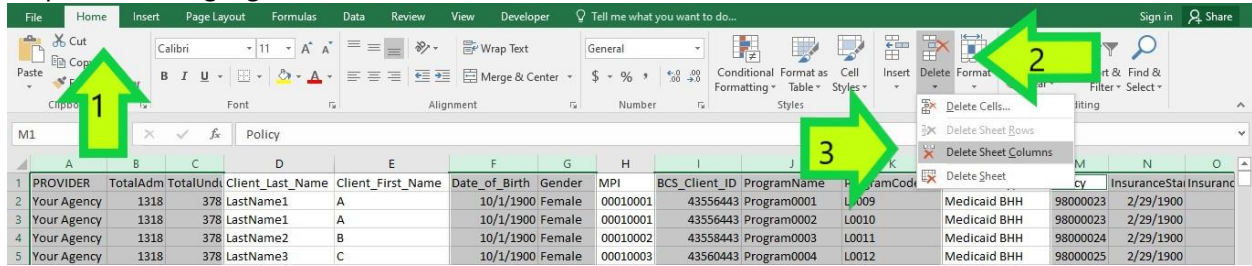 File Home Insert Page Layout Formulas Data Review View Developer Tell me what you want to do... Sign in Share
Cut
Paste
Calibri 11 A A
Wrap Text
General
B I U A
Merge & Center
$ % ,
Conditional Formatting
Format as Table
Cell Styles
Insert Delete Format
Find & Select
Font Alignment Number Styles
1
2
3
Delete Cells...
Delete Sheet Rows
Delete Sheet Columns
Delete Sheet
M1 fx Policy
A B C D E F G H I J K M N O
1 PROVIDER TotalAdm TotalUndu Client_Last_Name Client_First_Name Date_of_Birth Gender MPI BCS_Client_ID ProgramName InsuranceStar Insuranc
2 Your Agency 1318 378 LastName1 A 10/1/1900 Female 00010001 43556443 Program0001 L0009 Medicaid BHH 98000023 2/29/1900
3 Your Agency 1318 378 LastName1 A 10/1/1900 Female 00010001 43556443 Program0002 L0010 Medicaid BHH 98000023 2/29/1900
4 Your Agency 1318 378 LastName2 B 10/1/1900 Female 00010002 43558443 Program0003 L0011 Medicaid BHH 98000024 2/29/1900
5 Your Agency 1318 378 LastName3 C 10/1/1900 Female 00010003 43560443 Program0004 L0012 Medicaid BHH 98000025 2/29/1900